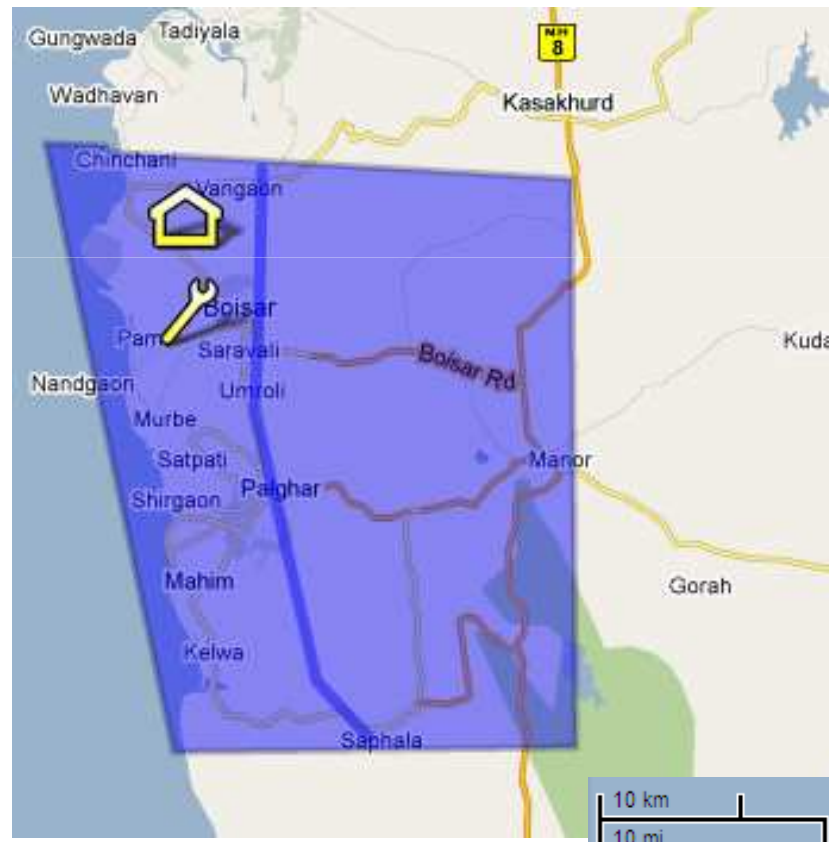 Gungwada
Tadiyala
NH
8
Wadhavan
Kasakhurd
Chinchani
Vangaon
Boisar
Kuda
Saravali
Boisar Rd
Nandgaon
Umroli
Murbe
Satpati
Manor
Palghar
Shirgaon
Mahim
Gorah
Kelwa
Saphala
10 km
10 mi